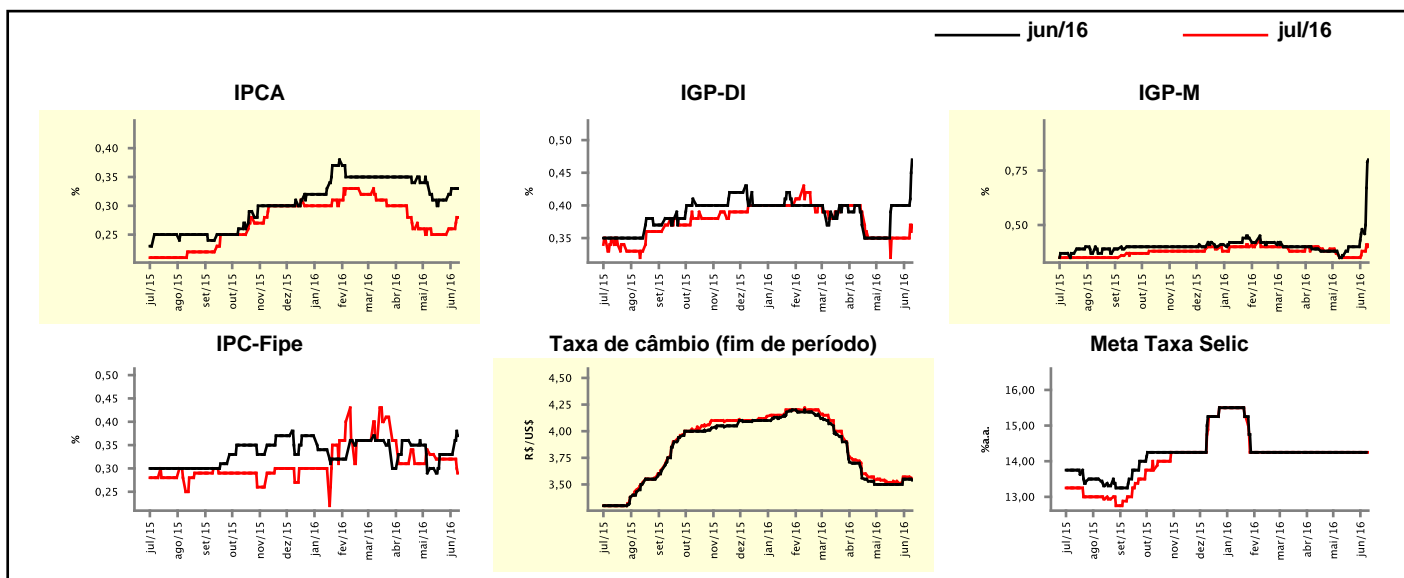 jun/16 jul/16
IPCA
0,40
0,35
0,30
0,25
%
jul/15 ago/15 set/15 out/15 nov/15 dez/15 jan/16 fev/16 mar/16 abr/16 mai/16 jun/16
IGP-DI
0,50
0,45
0,40
0,35
%
jul/15 ago/15 set/15 out/15 nov/15 dez/15 jan/16 fev/16 mar/16 abr/16 mai/16 jun/16
IGP-M
0,75
0,50
%
jul/15 ago/15 set/15 out/15 nov/15 dez/15 jan/16 fev/16 mar/16 abr/16 mai/16 jun/16
IPC-Fipe
0,50
0,45
0,40
0,35
0,30
0,25
%
jul/15 ago/15 set/15 out/15 nov/15 dez/15 jan/16 fev/16 mar/16 abr/16 mai/16 jun/16
Taxa de câmbio (fim de período)
4,50
4,25
4,00
3,75
3,50
R$/US$
jul/15 ago/15 set/15 out/15 nov/15 dez/15 jan/16 fev/16 mar/16 abr/16 mai/16 jun/16
Meta Taxa Selic
16,00
15,00
14,00
13,00
%a.a.
jul/15 ago/15 set/15 out/15 nov/15 dez/15 jan/16 fev/16 mar/16 abr/16 mai/16 jun/16